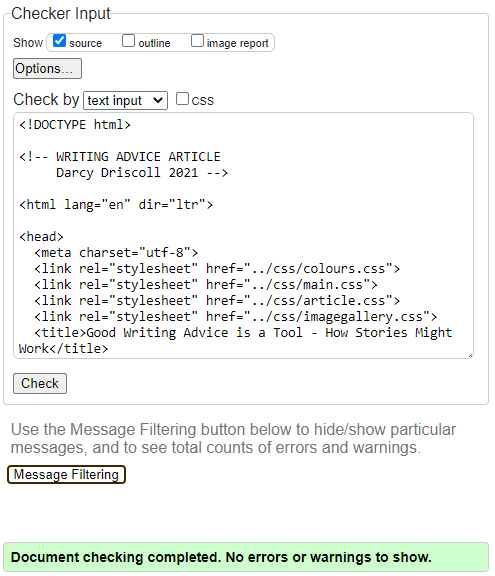 Checker Input
Show source outline image report
Options...
Check by text input css
<!DOCTYPE html>
<!-- WRITING ADVICE ARTICLE
Darcy Driscoll 2021 -->
<html lang="en" dir="ltr">
<head>
<meta charset="utf-8">
<link rel="stylesheet" href="../css/colours.css">
<link rel="stylesheet" href="../css/main.css">
<link rel="stylesheet" href="../css/article.css">
<link rel="stylesheet" href="../css/imagegallery.css">
<title>Good Writing Advice is a Tool - How Stories Might
Work</title>
Check
Use the Message Filtering button below to hide/show particular
messages, and to see total counts of errors and warnings.
Message Filtering
Document checking completed. No errors or warnings to show.